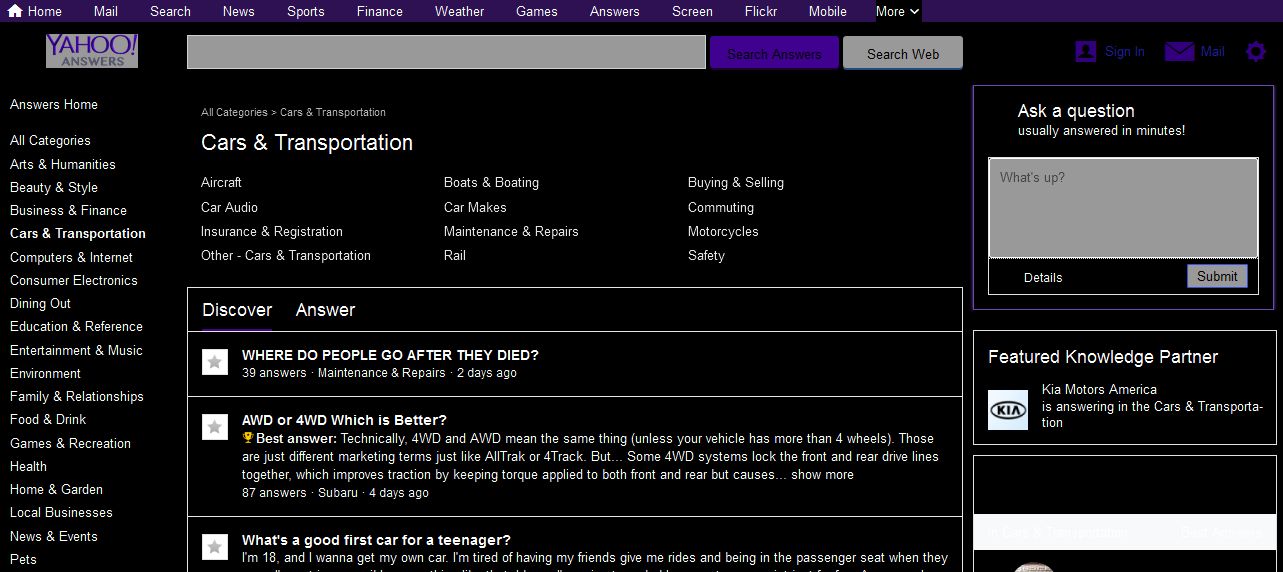 Home Mail Search News Sports Finance Weather Games Answers Screen Flickr Mobile More
YAHOO!
ANSWERS
Search Answers Search Web
Sign In Mail
Answers Home
All Categories
Arts & Humanities
Beauty & Style
Business & Finance
Cars & Transportation
Computers & Internet
Consumer Electronics
Dining Out
Education & Reference
Entertainment & Music
Environment
Family & Relationships
Food & Drink
Games & Recreation
Health
Home & Garden
Local Businesses
News & Events
Pets
All Categories > Cars & Transportation
Cars & Transportation
Aircraft Boats & Boating Buying & Selling
Car Audio Car Makes Commuting
Insurance & Registration Maintenance & Repairs Motorcycles
Other - Cars & Transportation Rail Safety
Discover Answer
WHERE DO PEOPLE GO AFTER THEY DIED?
39 answers · Maintenance & Repairs · 2 days ago
AWD or 4WD Which is Better?
Best answer: Technically, 4WD and AWD mean the same thing (unless your vehicle has more than 4 wheels). Those
are just different marketing terms just like AllTrak or 4Track. But... Some 4WD systems lock the front and rear drive lines
together, which improves traction by keeping torque applied to both front and rear but causes... show more
87 answers · Subaru · 4 days ago
What's a good first car for a teenager?
I'm 18, and I wanna get my own car. I'm tired of having my friends give me rides and being in the passenger seat when they
Ask a question
usually answered in minutes!
What's up?
Details Submit
Featured Knowledge Partner
KIA
Kia Motors America
is answering in the Cars & Transporta-
tion
in Cars & Transportation Best Answers